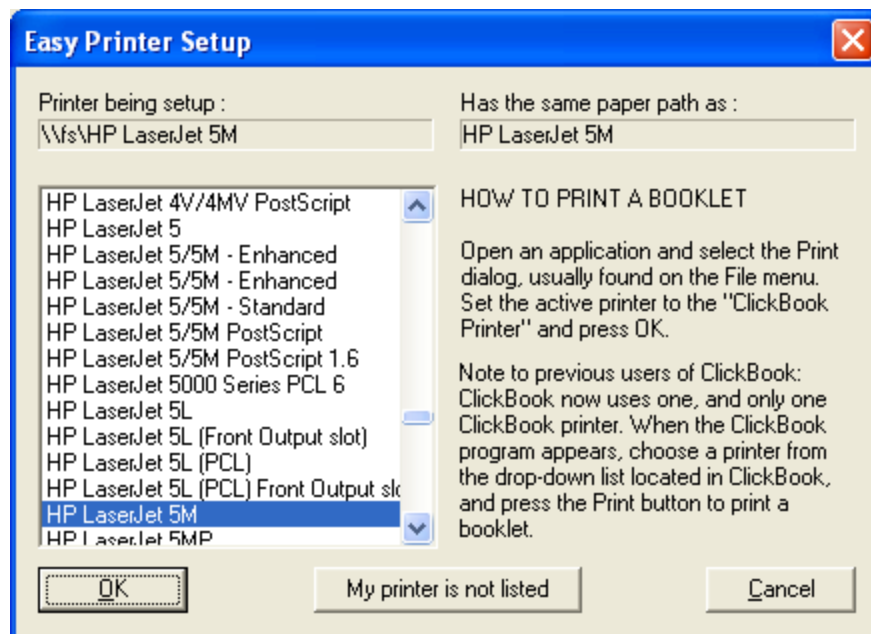 Easy Printer Setup
Printer being setup :
\\fs\HP LaserJet 5M
Has the same paper path as :
HP LaserJet 5M
HP LaserJet 4V/4MV PostScript
HP LaserJet 5
HP LaserJet 5/5M - Enhanced
HP LaserJet 5/5M - Enhanced
HP LaserJet 5/5M - Standard
HP LaserJet 5/5M PostScript
HP LaserJet 5/5M PostScript 1.6
HP LaserJet 5000 Series PCL 6
HP LaserJet 5L
HP LaserJet 5L (Front Output slot)
HP LaserJet 5L (PCL)
HP LaserJet 5L (PCL) Front Output slo
HP LaserJet 5M
HP LaserJet 5MP
HOW TO PRINT A BOOKLET
Open an application and select the Print
dialog, usually found on the File menu.
Set the active printer to the "ClickBook
Printer" and press OK.
Note to previous users of ClickBook:
ClickBook now uses one, and only one
ClickBook printer. When the ClickBook
program appears, choose a printer from
the drop-down list located in ClickBook,
and press the Print button to print a
booklet.
OK
My printer is not listed
Cancel